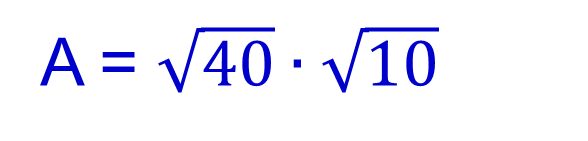 A = √40 · √10